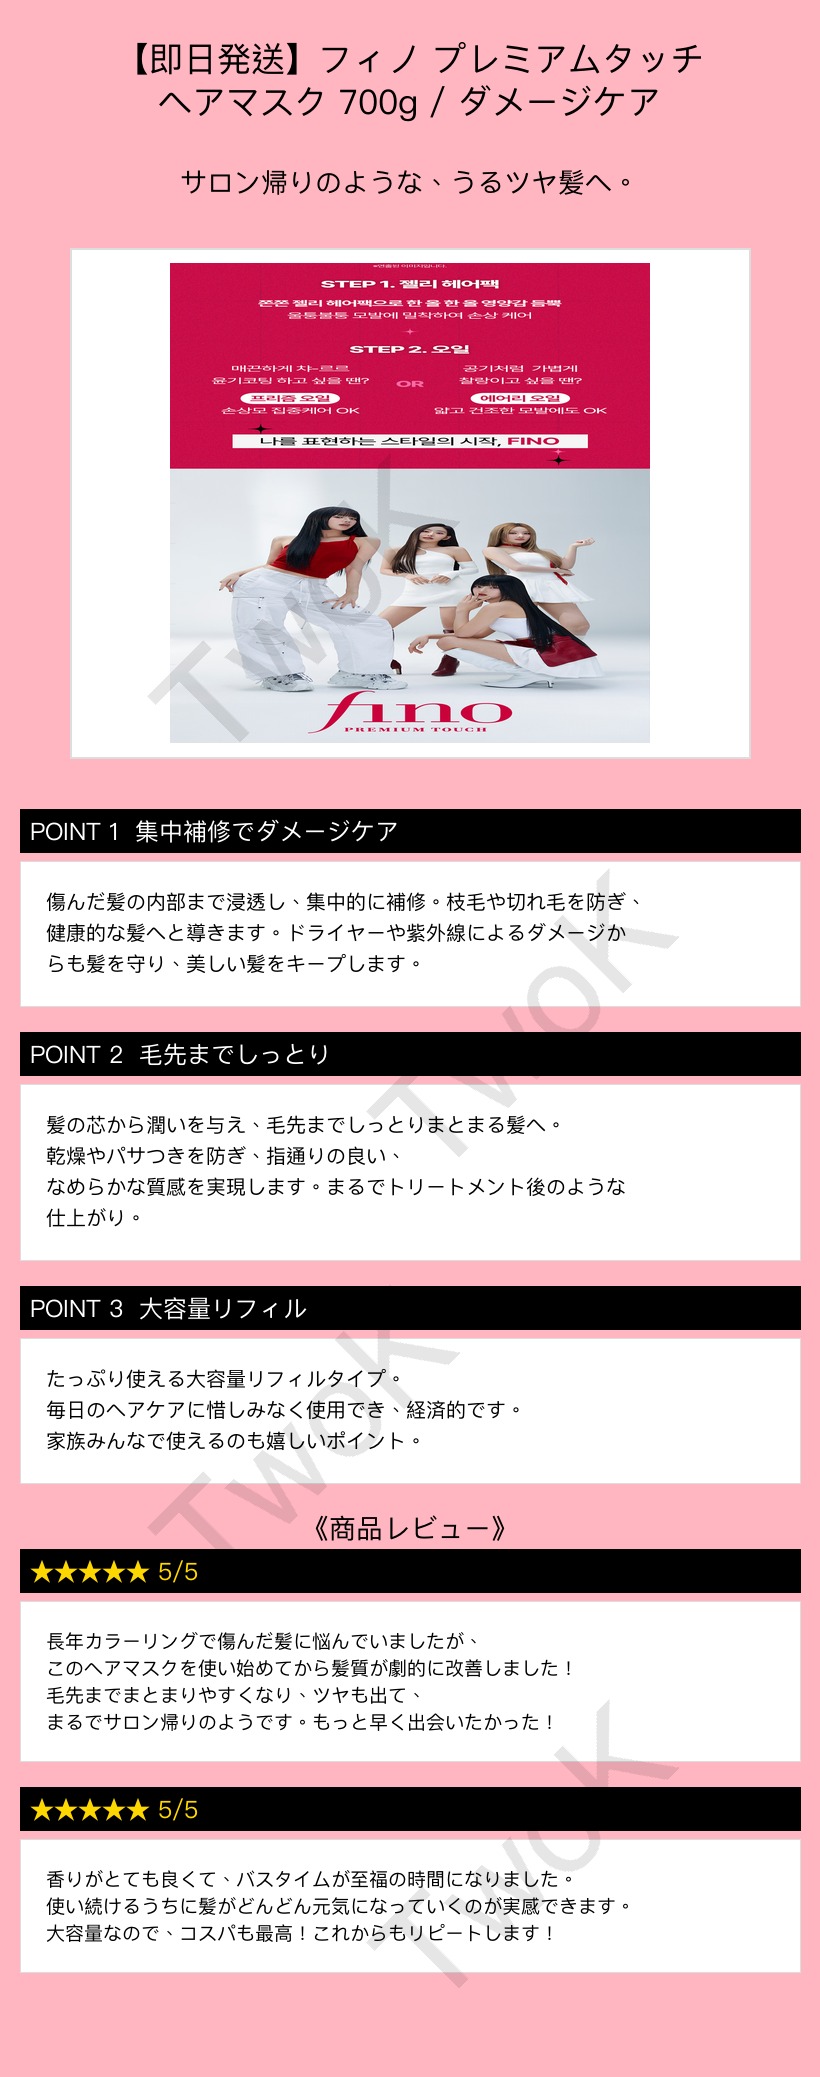 【即日発送】フィノ プレミアムタッチ
ヘアマスク 700g / ダメージケア
サロン帰りのような、うるツヤ髪へ。
*연출된 이미지입니다.
STEP 1. 젤리 헤어팩
쫀쫀 젤리 헤어팩으로 한 올 한 올 영양감 듬뿍
울퉁불퉁 모발에 밀착하여 손상 케어
STEP 2. 오일
매끈하게 챠-르르
윤기코팅 하고 싶을 땐?
프리즘 오일
손상모 집중케어 OK
OR
공기처럼 가볍게
찰랑이고 싶을 땐?
에어리 오일
얇고 건조한 모발에도 OK
나를 표현하는 스타일의 시작, FINO
TwoK
fino
PREMIUM TOUCH
POINT 1 集中補修でダメージケア
傷んだ髪の内部まで浸透し、集中的に補修。枝毛や切れ毛を防ぎ、
健康的な髪へと導きます。ドライヤーや紫外線によるダメージか
らも髪を守り、美しい髪をキープします。
TwoK
POINT 2 毛先までしっとり
髪の芯から潤いを与え、毛先までしっとりまとまる髪へ。
乾燥やパサつきを防ぎ、指通りの良い、
なめらかな質感を実現します。まるでトリートメント後のような
仕上がり。
POINT 3 大容量リフィル
たっぷり使える大容量リフィルタイプ。
毎日のヘアケアに惜しみなく使用でき、経済的です。
家族みんなで使えるのも嬉しいポイント。
TwoK
《商品レビュー》
★★★★★ 5/5
長年カラーリングで傷んだ髪に悩んでいましたが、
このヘアマスクを使い始めてから髪質が劇的に改善しました！
毛先までまとまりやすくなり、ツヤも出て、
まるでサロン帰りのようです。もっと早く出会いたかった！
★★★★★ 5/5
TwoK
香りがとても良くて、バスタイムが至福の時間になりました。
使い続けるうちに髪がどんどん元気になっていくのが実感できます。
大容量なので、コスパも最高！これからもリピートします！